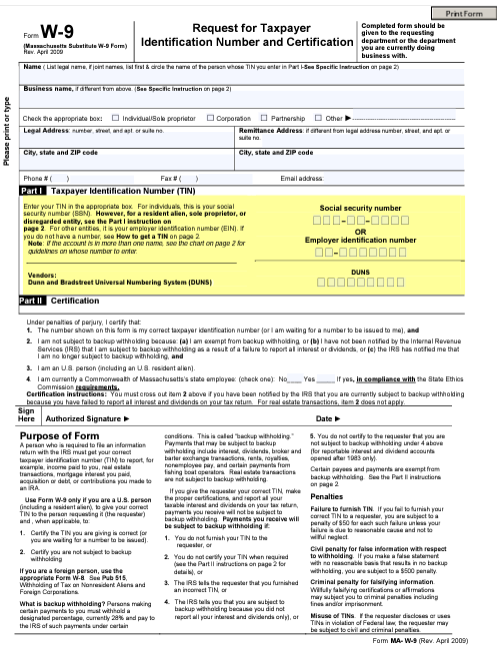 Print Form
Form W-9
(Massachusetts Substitute W-9 Form)
Rev. April 2009
Request for Taxpayer
Identification Number and Certification
Completed form should be
given to the requesting
department or the department
you are currently doing
business with.
Please print or type
Name ( List legal name, if joint names, list first & circle the name of the person whose TIN you enter in Part I-See Specific Instruction on page 2)
Business name, if different from above. (See Specific Instruction on page 2)
Check the appropriate box: Individual/Sole proprietor Corporation Partnership Other ►
Legal Address: number, street, and apt. or suite no.
Remittance Address: if different from legal address number, street, and apt. or
suite no.
City, state and ZIP code
City, state and ZIP code
Phone # ( ) Fax # ( ) Email address:
Part I Taxpayer Identification Number (TIN)
Enter your TIN in the appropriate box. For individuals, this is your social
security number (SSN). However, for a resident alien, sole proprietor, or
disregarded entity, see the Part I instruction on
page 2. For other entities, it is your employer identification number (EIN). If
you do not have a number, see How to get a TIN on page 2.
Note: If the account is in more than one name, see the chart on page 2 for
guidelines on whose number to enter.
Social security number
OR
Employer identification number
Vendors:
Dunn and Bradstreet Universal Numbering System (DUNS)
DUNS
Part II Certification
Under penalties of perjury, I certify that:
1. The number shown on this form is my correct taxpayer identification number (or I am waiting for a number to be issued to me), and
2. I am not subject to backup withholding because: (a) I am exempt from backup withholding, or (b) I have not been notified by the Internal Revenue
Services (IRS) that I am subject to backup withholding as a result of a failure to report all interest or dividends, or (c) the IRS has notified me that
I am no longer subject to backup withholding, and
3. I am an U.S. person (including an U.S. resident alien).
4. I am currently a Commonwealth of Massachusetts's state employee: (check one): No____ Yes ____ If yes, in compliance with the State Ethics
Commission requirements.
Certification instructions: You must cross out item 2 above if you have been notified by the IRS that you are currently subject to backup withholding
because you have failed to report all interest and dividends on your tax return. For real estate transactions, item 2 does not apply.
Sign
Here Authorized Signature ► Date ►
Purpose of Form
A person who is required to file an information
return with the IRS must get your correct
taxpayer identification number (TIN) to report, for
example, income paid to you, real estate
transactions, mortgage interest you paid,
acquisition or debt, or contributions you made to
an IRA.
Use Form W-9 only if you are a U.S. person
(including a resident alien), to give your correct
TIN to the person requesting it (the requester)
and , when applicable, to:
1. Certify the TIN you are giving is correct (or
you are waiting for a number to be issued).
2. Certify you are not subject to backup
withholding
If you are a foreign person, use the
appropriate Form W-8. See Pub 515,
Withholding of Tax on Nonresident Aliens and
Foreign Corporations.
What is backup withholding? Persons making
certain payments to you must withhold a
designated percentage, currently 28% and pay to
the IRS of such payments under certain
conditions. This is called "backup withholding."
Payments that may be subject to backup
withholding include interest, dividends, broker and
barter exchange transactions, rents, royalties,
nonemployee pay, and certain payments from
fishing boat operators. Real estate transactions
are not subject to backup withholding.
If you give the requester your correct TIN, make
the proper certifications, and report all your
taxable interest and dividends on your tax return,
payments you receive will not be subject to
backup withholding. Payments you receive will
be subject to backup withholding if:
1. You do not furnish your TIN to the
requester, or
2. You do not certify your TIN when required
(see the Part II instructions on page 2 for
details), or
3. The IRS tells the requester that you furnished
an incorrect TIN, or
4. The IRS tells you that you are subject to
backup withholding because you did not
report all your interest and dividends only), or
5. You do not certify to the requester that you are
not subject to backup withholding under 4 above
(for reportable interest and dividend accounts
opened after 1983 only).
Certain payees and payments are exempt from
backup withholding. See the Part II instructions
on page 2.
Penalties
Failure to furnish TIN. If you fail to furnish your
correct TIN to a requester, you are subject to a
penalty of $50 for each such failure unless your
failure is due to reasonable cause and not to
willful neglect.
Civil penalty for false information with respect
to withholding. If you make a false statement
with no reasonable basis that results in no backup
withholding, you are subject to a $500 penalty.
Criminal penalty for falsifying information.
Willfully falsifying certifications or affirmations
may subject you to criminal penalties including
fines and/or imprisonment.
Misuse of TINs. If the requester discloses or uses
TINs in violation of Federal law, the requester may
be subject to civil and criminal penalties.
Form MA- W-9 (Rev. April 2009)